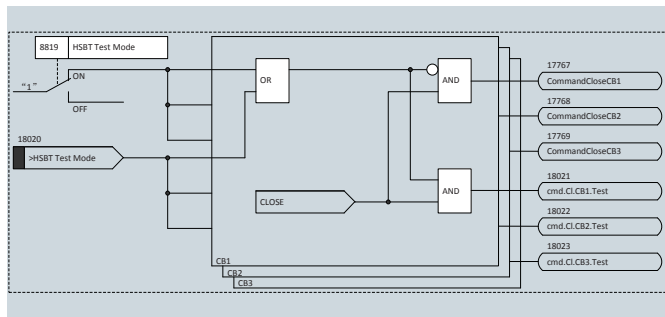 8819 HSBT Test Mode
ON
"1"
OFF
18020
>HSBT Test Mode
OR
AND
AND
CLOSE
CB1
CB2
CB3
17767
CommandCloseCB1
17768
CommandCloseCB2
17769
CommandCloseCB3
18021
cmd.Cl.CB1.Test
18022
cmd.Cl.CB2.Test
18023
cmd.Cl.CB3.Test